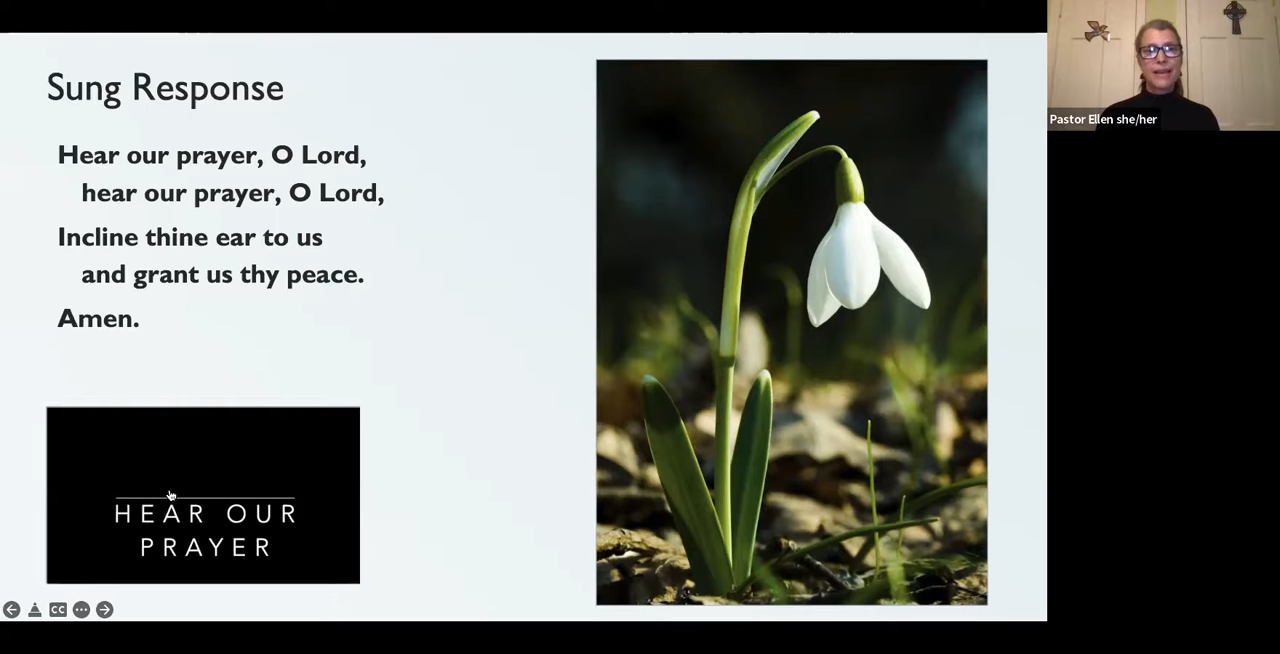 Sung Response
Hear our prayer, O Lord,
hear our prayer, O Lord,
Incline thine ear to us
and grant us thy peace.
Amen.
HEAR OUR
PRAYER
CC
Pastor Ellen she/her